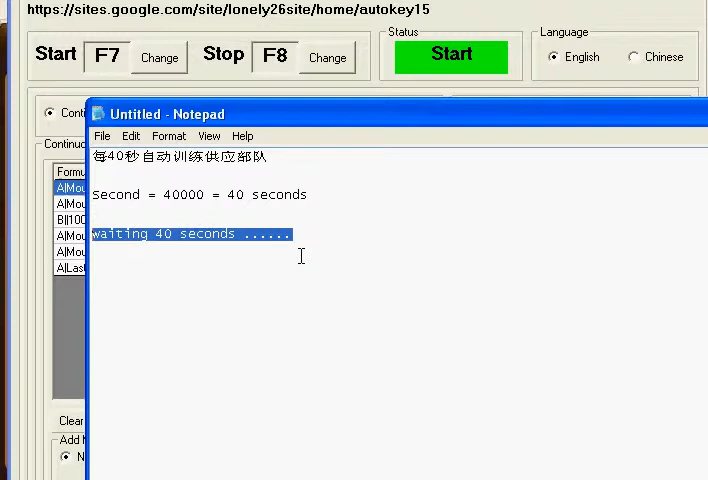 https://sites.google.com/site/lonely26site/home/autokey15
Status
Language
Start F7 Change Stop F8 Change
Start
English Chinese
Untitled - Notepad
File Edit Format View Help
每40秒自动训练供应部队
Second = 40000 = 40 seconds
waiting 40 seconds ......
Clear